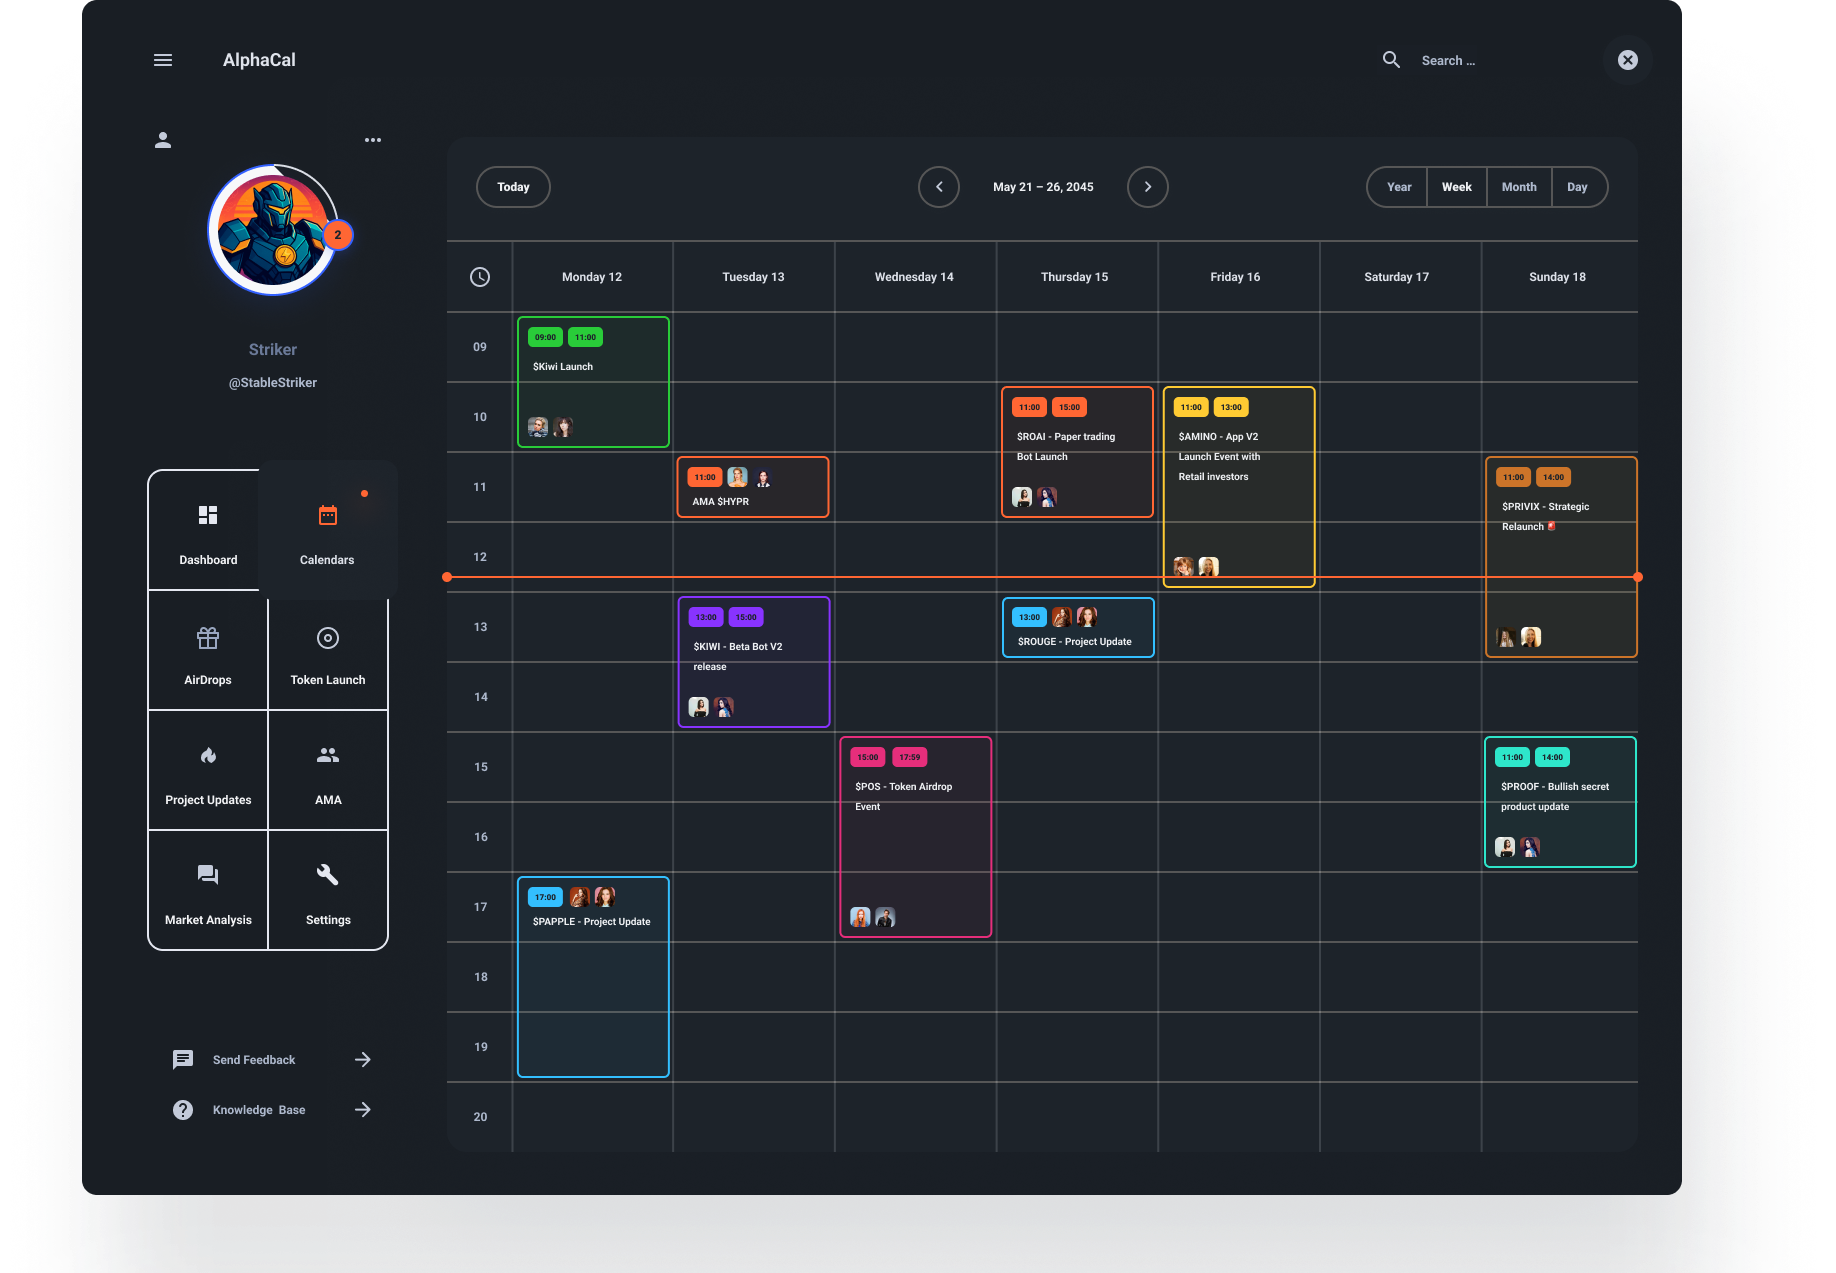 AlphaCal
Search ...
2
Striker
@StableStriker
Dashboard
Calendars
AirDrops
Token Launch
Project Updates
AMA
Market Analysis
Settings
Send Feedback
Knowledge Base
Today
May 21 – 26, 2045
Year
Week
Month
Day
Monday 12
Tuesday 13
Wednesday 14
Thursday 15
Friday 16
Saturday 17
Sunday 18
09
10
11
12
13
14
15
16
17
18
19
20
09:00 11:00
$Kiwi Launch
17:00
$PAPPLE - Project Update
11:00
AMA $HYPR
13:00 15:00
$KIWI - Beta Bot V2
release
15:00 17:59
$POS - Token Airdrop
Event
11:00 15:00
$ROAI - Paper trading
Bot Launch
13:00
$ROUGE - Project Update
11:00 13:00
$AMINO - App V2
Launch Event with
Retail investors
11:00 14:00
$PRIVIX - Strategic
Relaunch 🚨
11:00 14:00
$PROOF - Bullish secret
product update